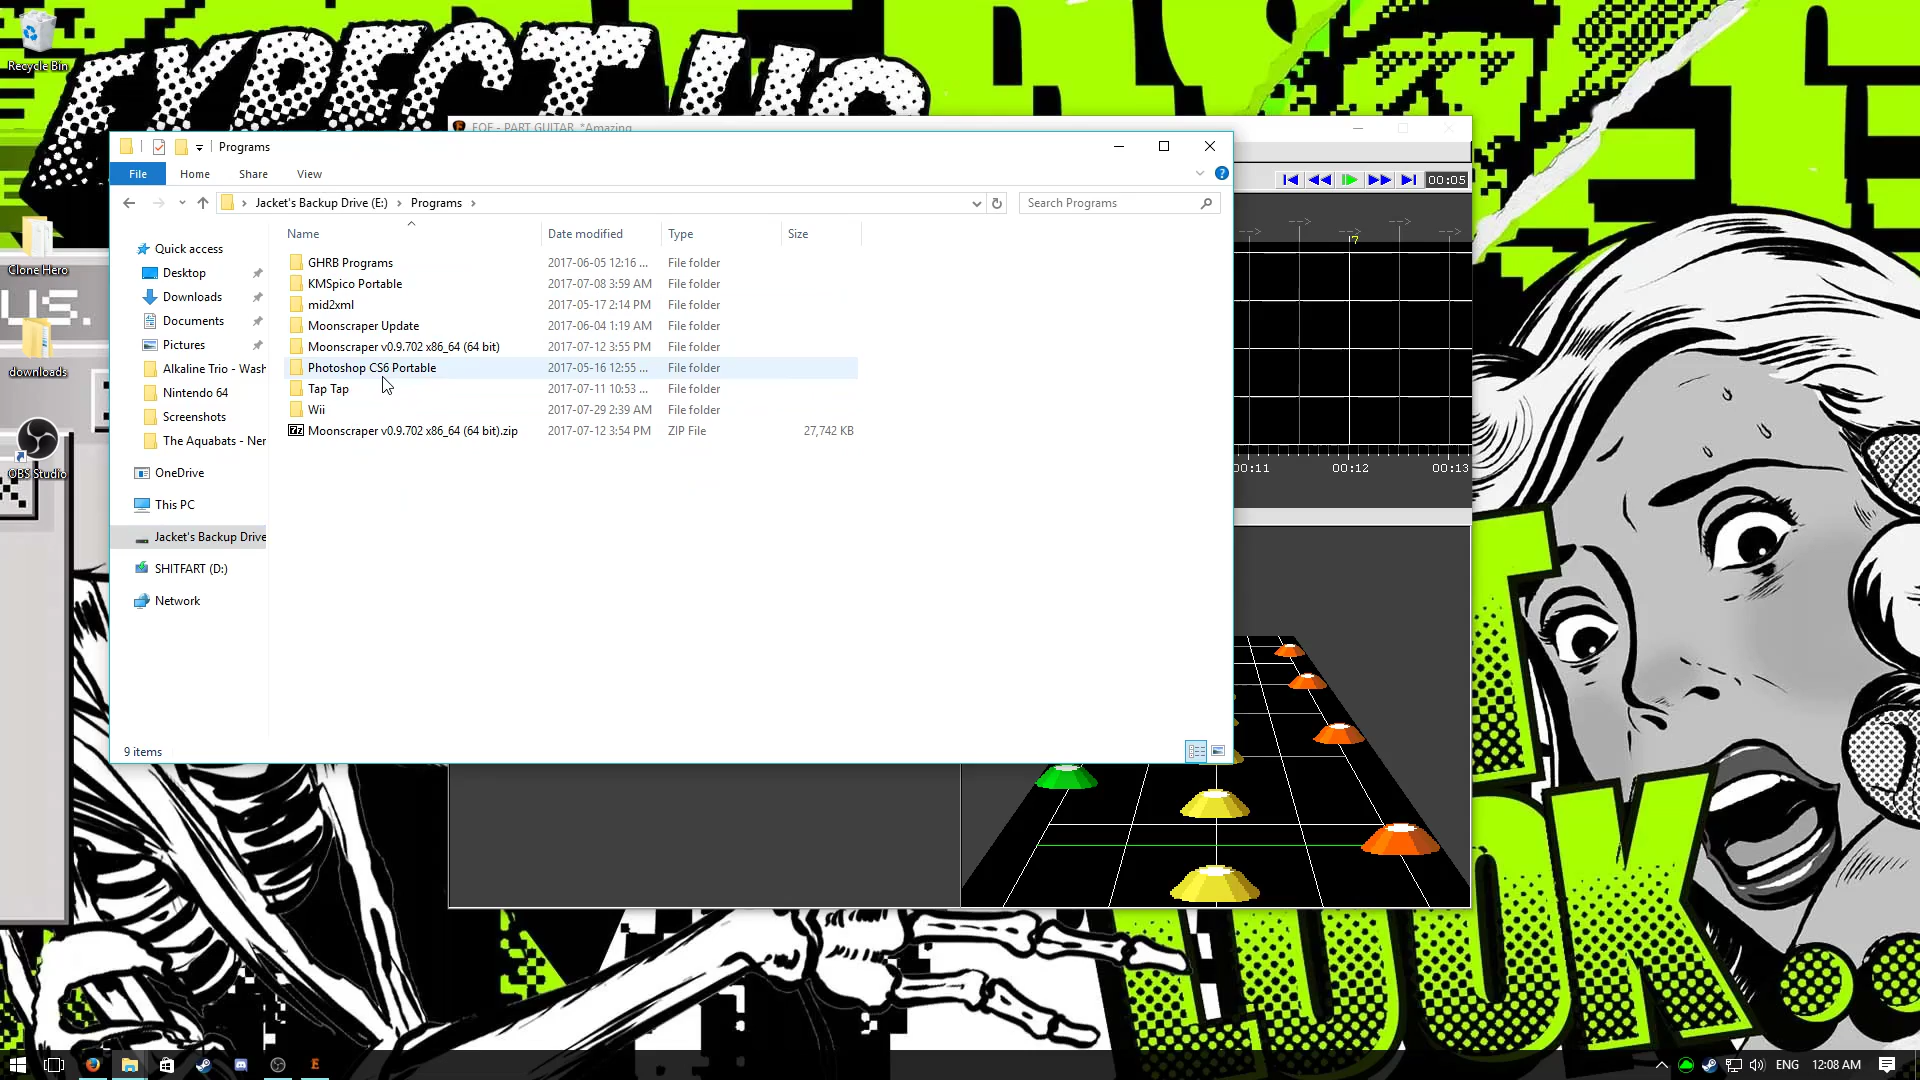 EXPECT US
Recycle Bin
EOF - PART GUITAR *Amazing
Programs
File
Home
Share
View
00:05
Jacket's Backup Drive (E:)
Programs
Search Programs
Name
Date modified
Type
Size
Quick access
Desktop
Downloads
Documents
Pictures
Alkaline Trio - Wash
Nintendo 64
Screenshots
The Aquabats - Ner
OneDrive
This PC
Jacket's Backup Drive
SHITFART (D:)
Network
GHRB Programs 2017-06-05 12:16 ... File folder
KMSpico Portable 2017-07-08 3:59 AM File folder
mid2xml 2017-05-17 2:14 PM File folder
Moonscraper Update 2017-06-04 1:19 AM File folder
Moonscraper v0.9.702 x86_64 (64 bit) 2017-07-12 3:55 PM File folder
Photoshop CS6 Portable 2017-05-16 12:55 ... File folder
Tap Tap 2017-07-11 10:53 ... File folder
Wii 2017-07-29 2:39 AM File folder
Moonscraper v0.9.702 x86_64 (64 bit).zip 2017-07-12 3:54 PM ZIP File 27,742 KB
9 items
Clone Hero
US.
downloads
OBS Studio
--> --> --> --> -->
7
00:11 00:12 00:13
LOOK..
ENG
12:08 AM